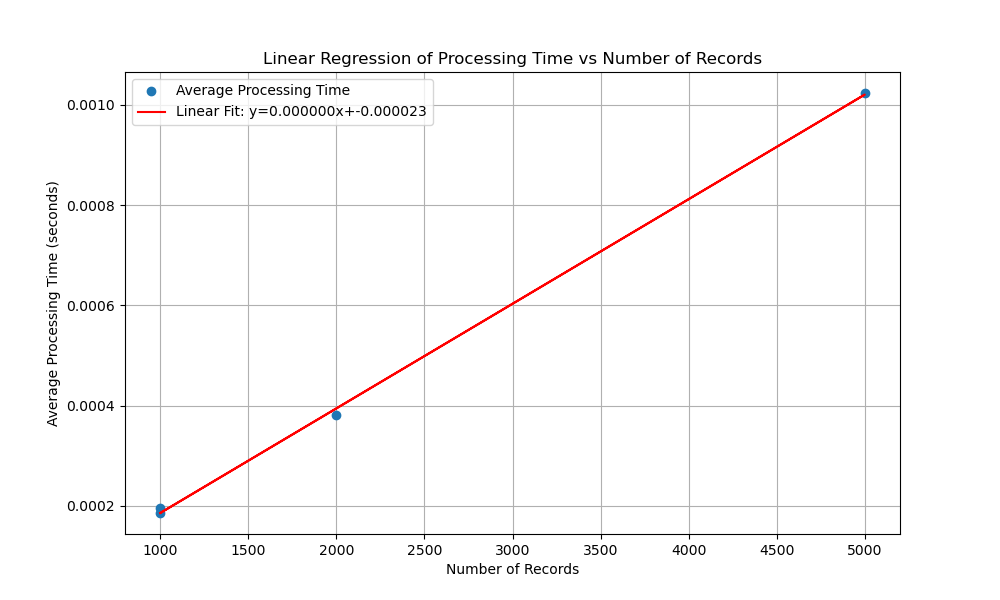 Linear Regression of Processing Time vs Number of Records
Average Processing Time
Linear Fit: y=0.000000x+-0.000023
0.0010
0.0008
0.0006
0.0004
0.0002
Average Processing Time (seconds)
1000 1500 2000 2500 3000 3500 4000 4500 5000
Number of Records